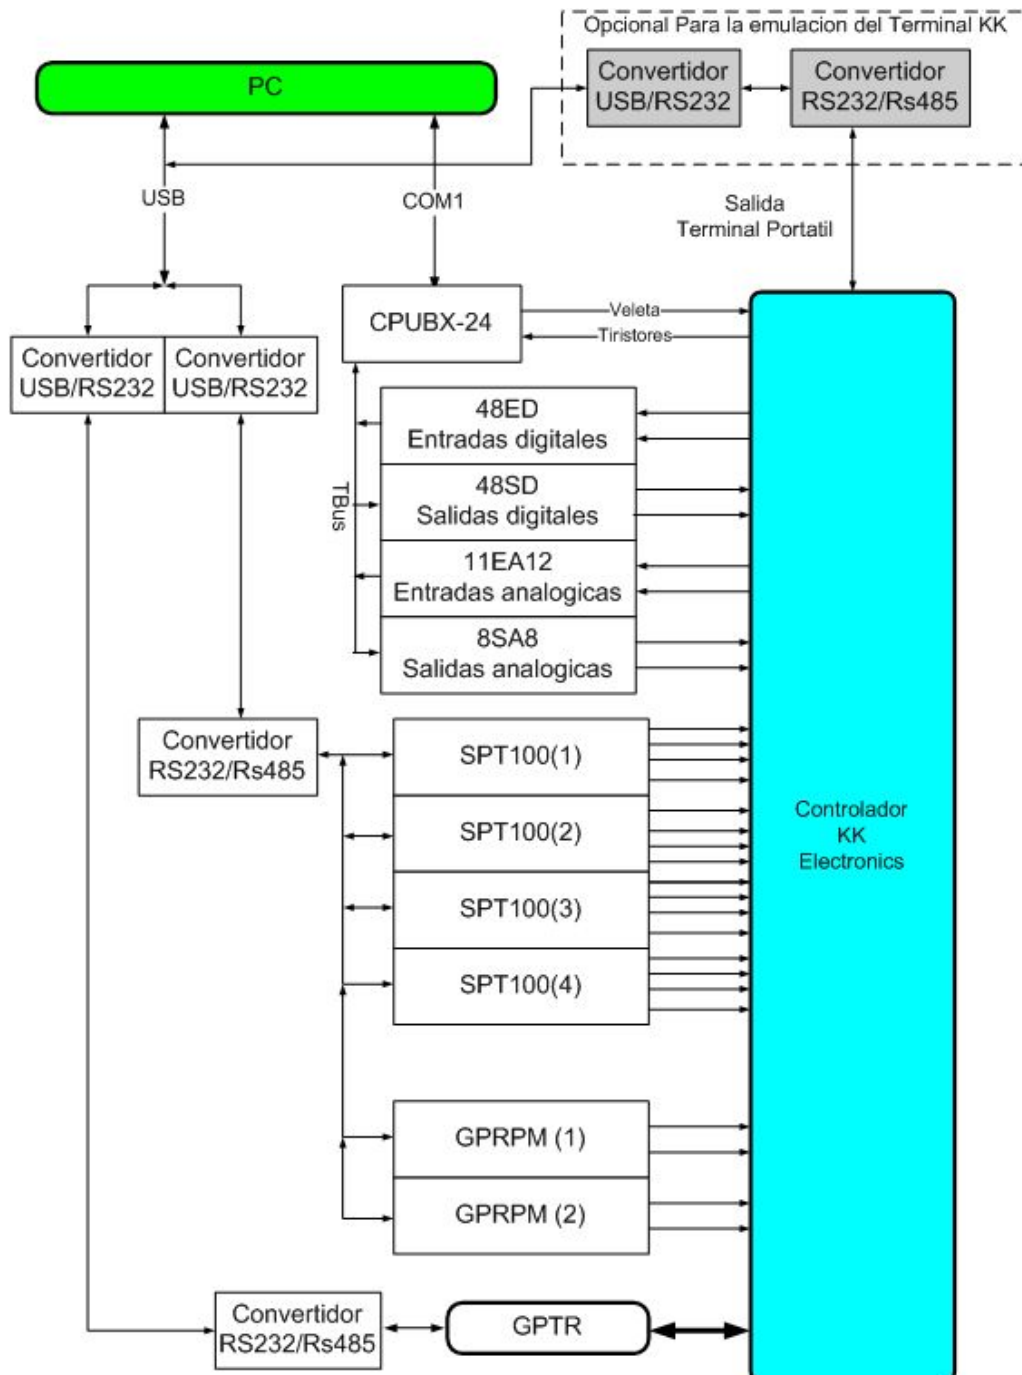 Opcional Para la emulacion del Terminal KK
PC
Convertidor
USB/RS232
Convertidor
RS232/Rs485
USB
COM1
Salida
Terminal Portatil
CPUBX-24
Veleta
Tiristores
Convertidor
USB/RS232
Convertidor
USB/RS232
48ED
Entradas digitales
TBus
48SD
Salidas digitales
11EA12
Entradas analogicas
8SA8
Salidas analogicas
Convertidor
RS232/Rs485
SPT100(1)
SPT100(2)
SPT100(3)
SPT100(4)
Controlador
KK
Electronics
GPRPM (1)
GPRPM (2)
Convertidor
RS232/Rs485
GPTR